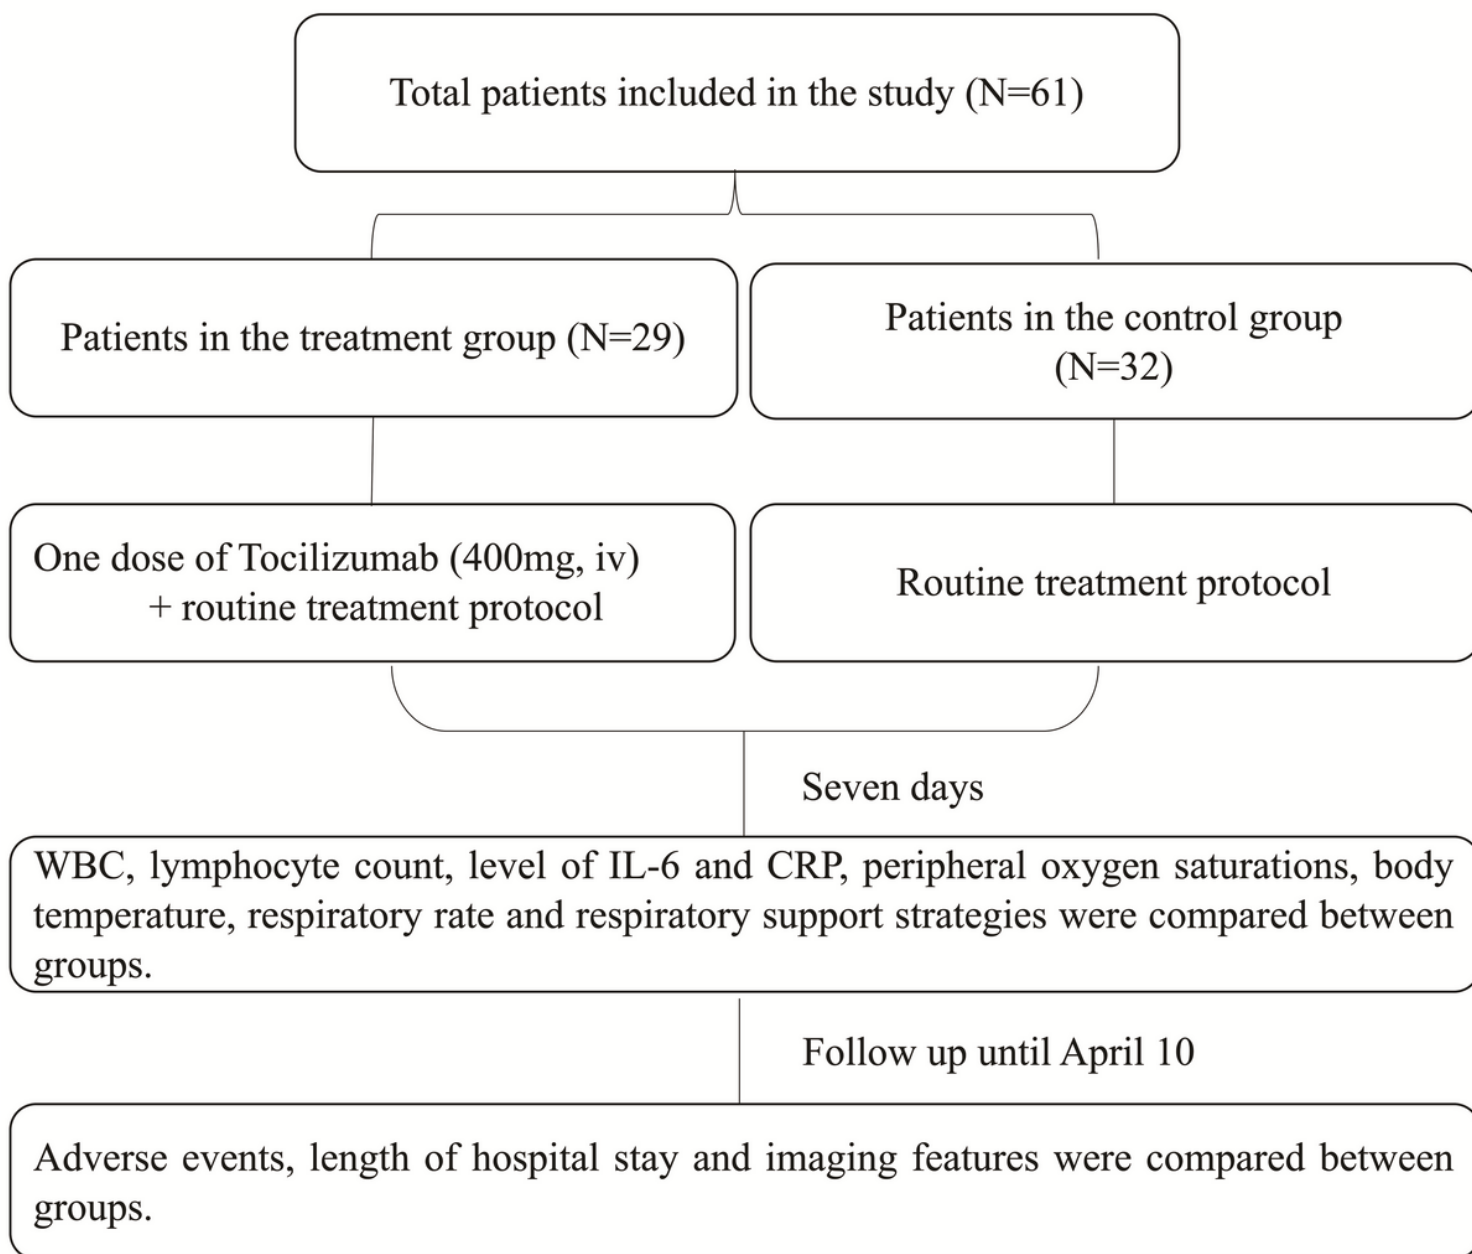 Total patients included in the study (N=61)
Patients in the treatment group (N=29)
Patients in the control group
(N=32)
One dose of Tocilizumab (400mg, iv)
+ routine treatment protocol
Routine treatment protocol
Seven days
WBC, lymphocyte count, level of IL-6 and CRP, peripheral oxygen saturations, body
temperature, respiratory rate and respiratory support strategies were compared between
groups.
Follow up until April 10
Adverse events, length of hospital stay and imaging features were compared between
groups.